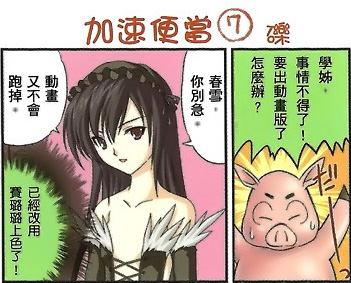 加速便當⑦
礫
學姊。
事情不得了！
要出動畫版了
怎麼辦？
春雪。
你別急。
動畫
又不會
跑掉。
已經改用
賽璐璐上色了！